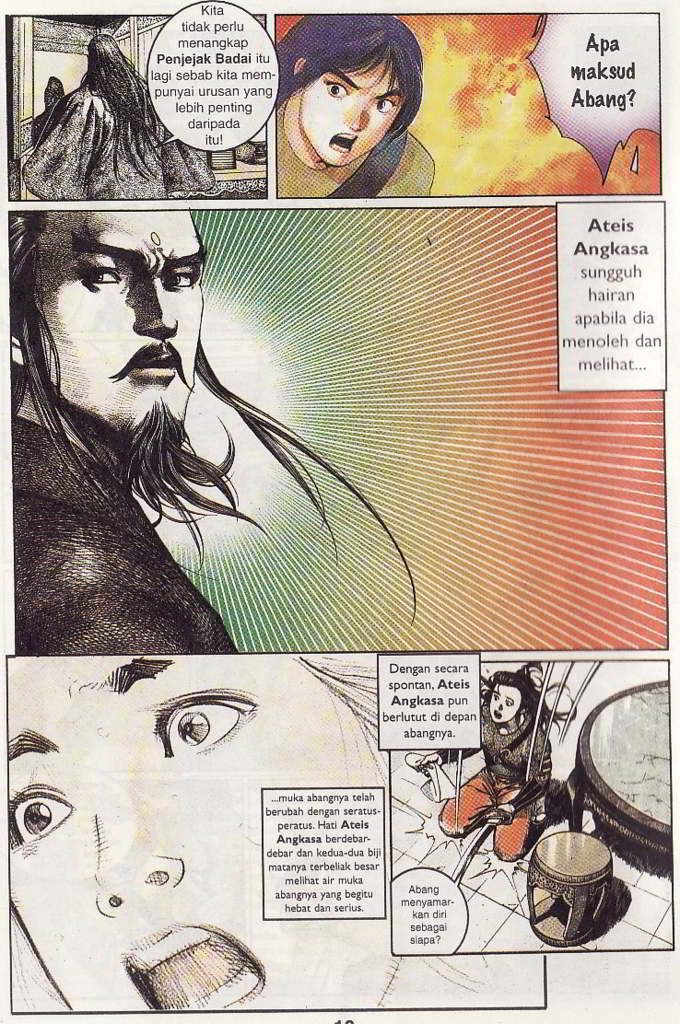 Kita
tidak perlu
menangkap
Penjejak Badai itu
lagi sebab kita mem-
punyai urusan yang
lebih penting
daripada
itu!
Apa
maksud
Abang?
Ateis
Angkasa
sungguh
hairan
apabila dia
menoleh dan
melihat...
...muka abangnya telah
berubah dengan seratus-
peratus. Hati Ateis
Angkasa berdebar-
debar dan kedua-dua biji
matanya terbeliak besar
melihat air muka
abangnya yang begitu
hebat dan serius.
Dengan secara
spontan, Ateis
Angkasa pun
berlutut di depan
abangnya.
Abang
menyamar-
kan diri
sebagai
siapa?